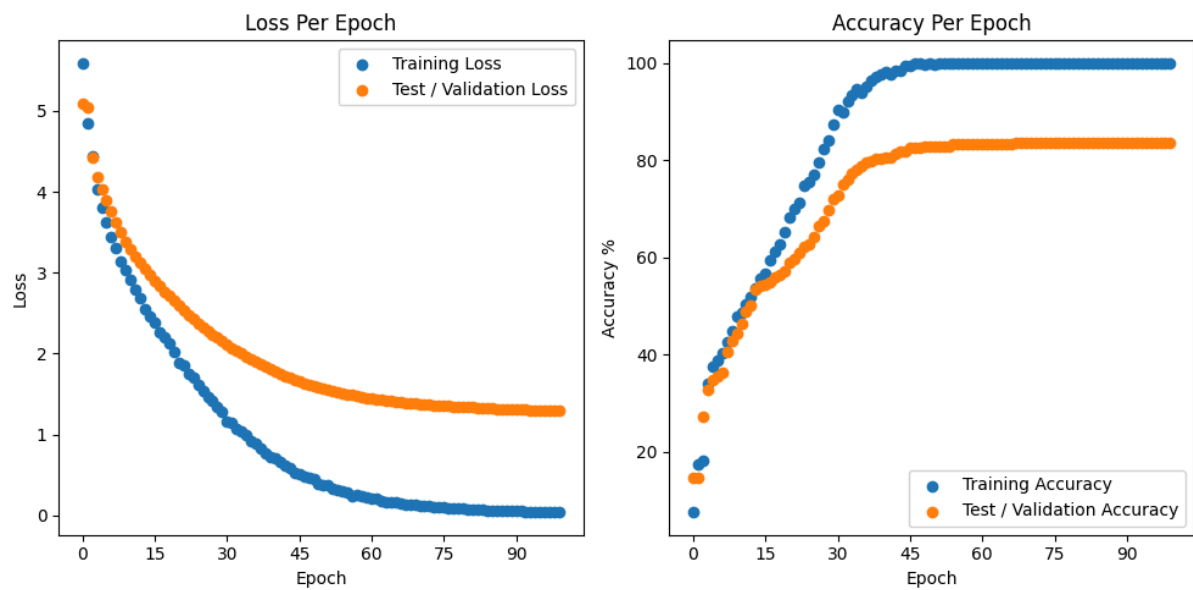 Loss Per Epoch
Training Loss
Test / Validation Loss
5
4
3
2
1
0
Loss
0 15 30 45 60 75 90
Epoch
Accuracy Per Epoch
100
80
60
40
20
Accuracy %
Training Accuracy
Test / Validation Accuracy
0 15 30 45 60 75 90
Epoch